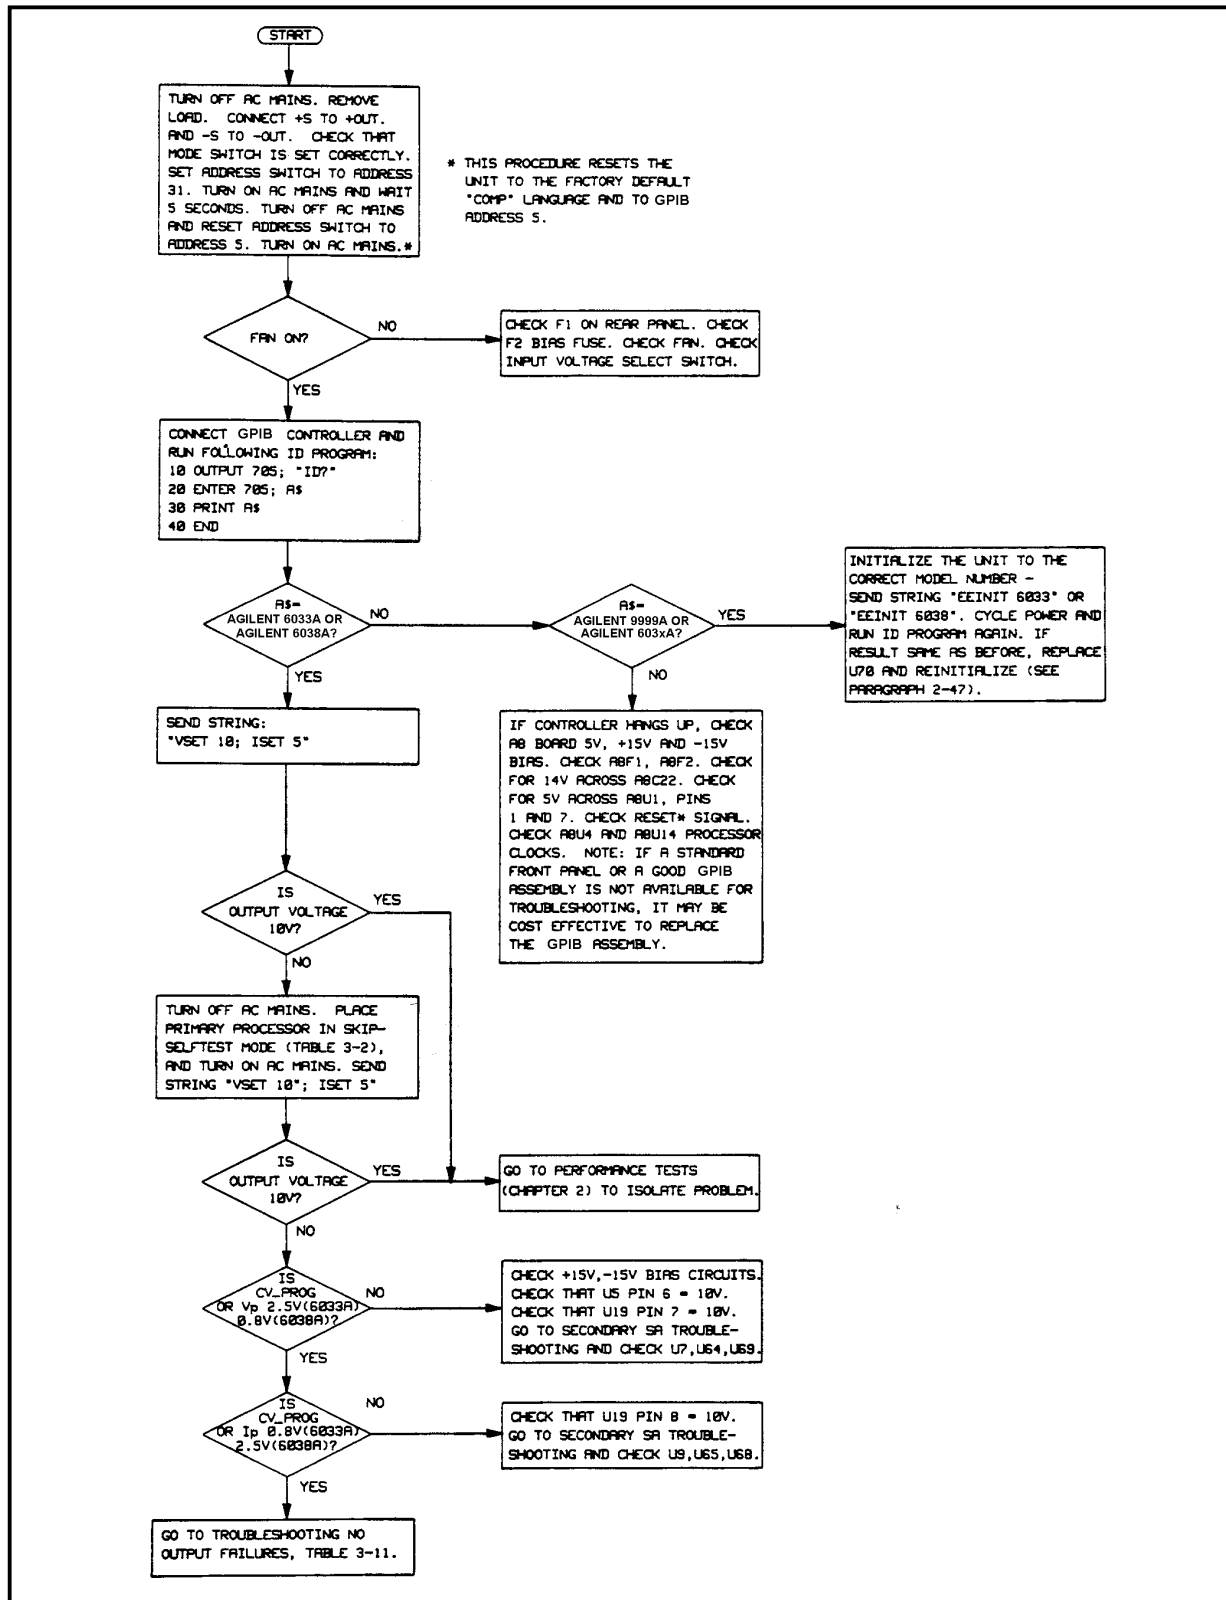 START
TURN OFF AC MAINS. REMOVE
LOAD. CONNECT +S TO +OUT.
AND -S TO -OUT. CHECK THAT
MODE SWITCH IS SET CORRECTLY.
SET ADDRESS SWITCH TO ADDRESS
31. TURN ON AC MAINS AND WAIT
5 SECONDS. TURN OFF AC MAINS
AND RESET ADDRESS SWITCH TO
ADDRESS 5. TURN ON AC MAINS.*
* THIS PROCEDURE RESETS THE
UNIT TO THE FACTORY DEFAULT
"COMP" LANGUAGE AND TO GPIB
ADDRESS 5.
FAN ON?
NO
CHECK F1 ON REAR PANEL. CHECK
F2 BIAS FUSE. CHECK FAN. CHECK
INPUT VOLTAGE SELECT SWITCH.
YES
CONNECT GPIB CONTROLLER AND
RUN FOLLOWING ID PROGRAM:
10 OUTPUT 705; "ID?"
20 ENTER 705; A$
30 PRINT A$
40 END
A$=
AGILENT 6033A OR
AGILENT 6038A?
NO
A$=
AGILENT 9999A OR
AGILENT 603xA?
YES
INITIALIZE THE UNIT TO THE
CORRECT MODEL NUMBER -
SEND STRING "EEINIT 6033" OR
"EEINIT 6038". CYCLE POWER AND
RUN ID PROGRAM AGAIN. IF
RESULT SAME AS BEFORE, REPLACE
U70 AND REINITIALIZE (SEE
PARAGRAPH 2-47).
YES
NO
SEND STRING:
"VSET 10; ISET 5"
IF CONTROLLER HANGS UP, CHECK
A8 BOARD 5V, +15V AND -15V
BIAS. CHECK A8F1, A8F2. CHECK
FOR 14V ACROSS A8C22. CHECK
FOR 5V ACROSS A8U1, PINS
1 AND 7. CHECK RESET* SIGNAL.
CHECK A8U4 AND A8U14 PROCESSOR
CLOCKS. NOTE: IF A STANDARD
FRONT PANEL OR A GOOD GPIB
ASSEMBLY IS NOT AVAILABLE FOR
TROUBLESHOOTING, IT MAY BE
COST EFFECTIVE TO REPLACE
THE GPIB ASSEMBLY.
IS
OUTPUT VOLTAGE
10V?
YES
NO
TURN OFF AC MAINS. PLACE
PRIMARY PROCESSOR IN SKIP-
SELFTEST MODE (TABLE 3-2),
AND TURN ON AC MAINS. SEND
STRING "VSET 10"; ISET 5"
IS
OUTPUT VOLTAGE
10V?
YES
GO TO PERFORMANCE TESTS
(CHAPTER 2) TO ISOLATE PROBLEM.
NO
IS
CV_PROG
OR Vp 2.5V(6033A)
0.8V(6038A)?
NO
CHECK +15V,-15V BIAS CIRCUITS.
CHECK THAT U5 PIN 6 = 10V.
CHECK THAT U19 PIN 7 = 10V.
GO TO SECONDARY SA TROUBLE-
SHOOTING AND CHECK U7,U64,U69.
YES
IS
CV_PROG
OR Ip 0.8V(6033A)
2.5V(6038A)?
NO
CHECK THAT U19 PIN 8 = 10V.
GO TO SECONDARY SA TROUBLE-
SHOOTING AND CHECK U9,U65,U68.
YES
GO TO TROUBLESHOOTING NO
OUTPUT FAILURES, TABLE 3-11.